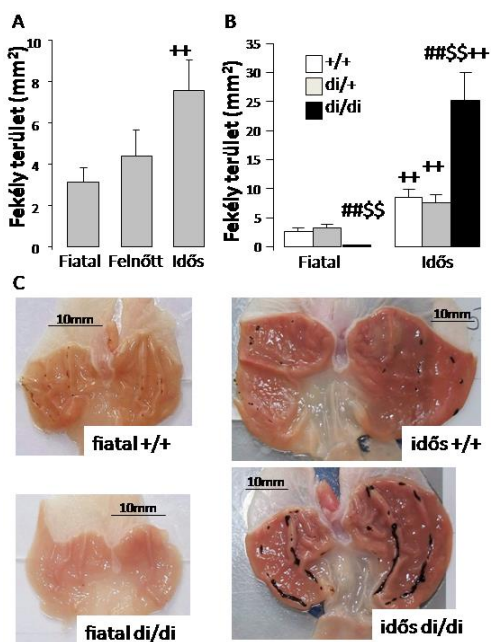 A
Fekély terület (mm²)
10
8
6
4
2
0
++
Fiatal Felnőtt Idős
B
Fekély terület (mm²)
35
30
25
20
15
10
5
0
+/+
di/+
di/di
##$$
++
++
##$$++
Fiatal Idős
C
10mm
fiatal +/+
10mm
idős +/+
10mm
fiatal di/di
10mm
idős di/di